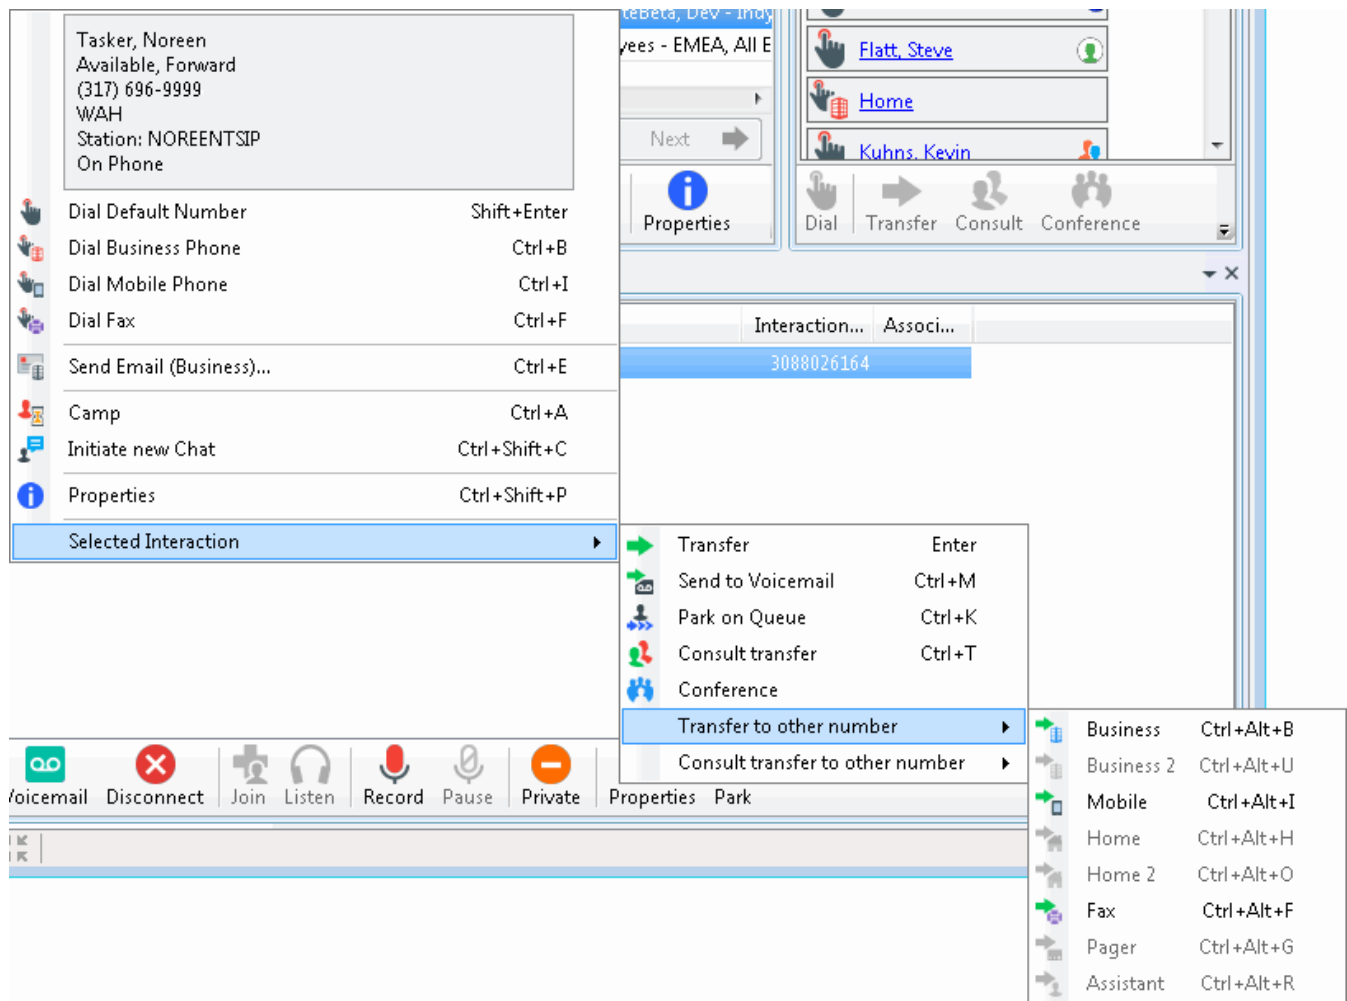 Tasker, Noreen
Available, Forward
(317) 696-9999
WAH
Station: NOREENTSIP
On Phone
Dial Default Number Shift+Enter
Dial Business Phone Ctrl+B
Dial Mobile Phone Ctrl+I
Dial Fax Ctrl+F
Send Email (Business)... Ctrl+E
Camp Ctrl+A
Initiate new Chat Ctrl+Shift+C
Properties Ctrl+Shift+P
Selected Interaction
teBeta, Dev - Indy
yees - EMEA, All E
Next
Properties
Flatt, Steve
Home
Kuhns, Kevin
Dial Transfer Consult Conference
Interaction... Associ...
3088026164
Transfer Enter
Send to Voicemail Ctrl+M
Park on Queue Ctrl+K
Consult transfer Ctrl+T
Conference
Transfer to other number
Consult transfer to other number
Business Ctrl+Alt+B
Business 2 Ctrl+Alt+U
Mobile Ctrl+Alt+I
Home Ctrl+Alt+H
Home 2 Ctrl+Alt+O
Fax Ctrl+Alt+F
Pager Ctrl+Alt+G
Assistant Ctrl+Alt+R
Voicemail Disconnect Join Listen Record Pause Private Properties Park